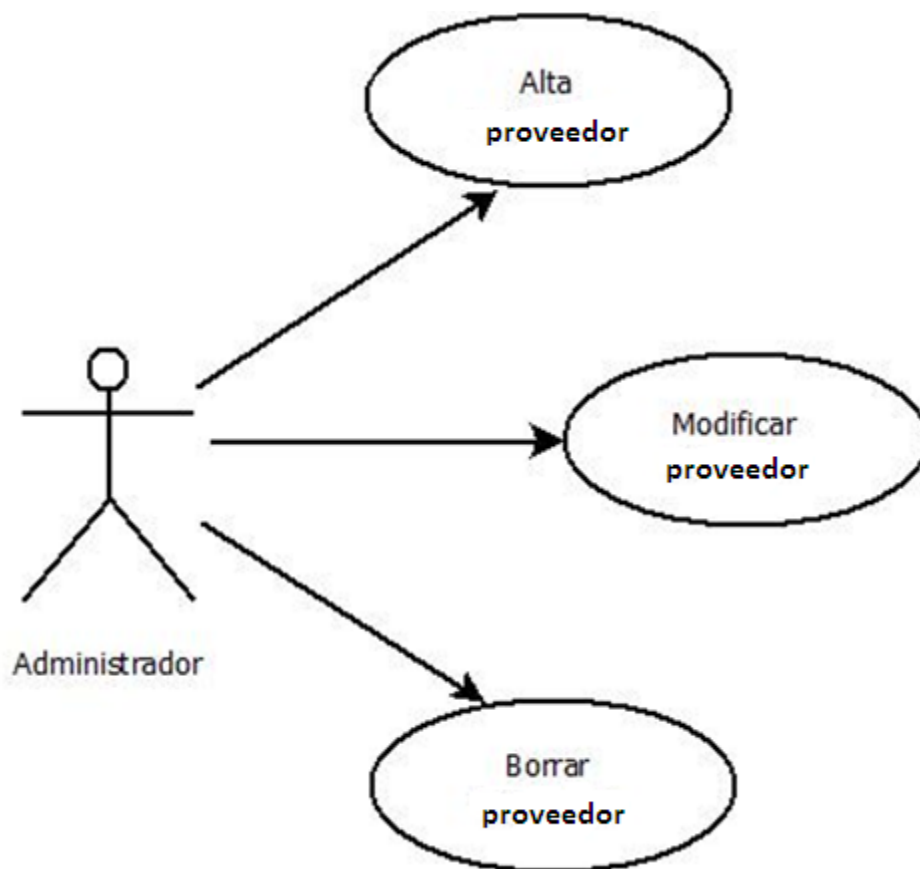 Alta
proveedor
Modificar
proveedor
Administrador
Borrar
proveedor